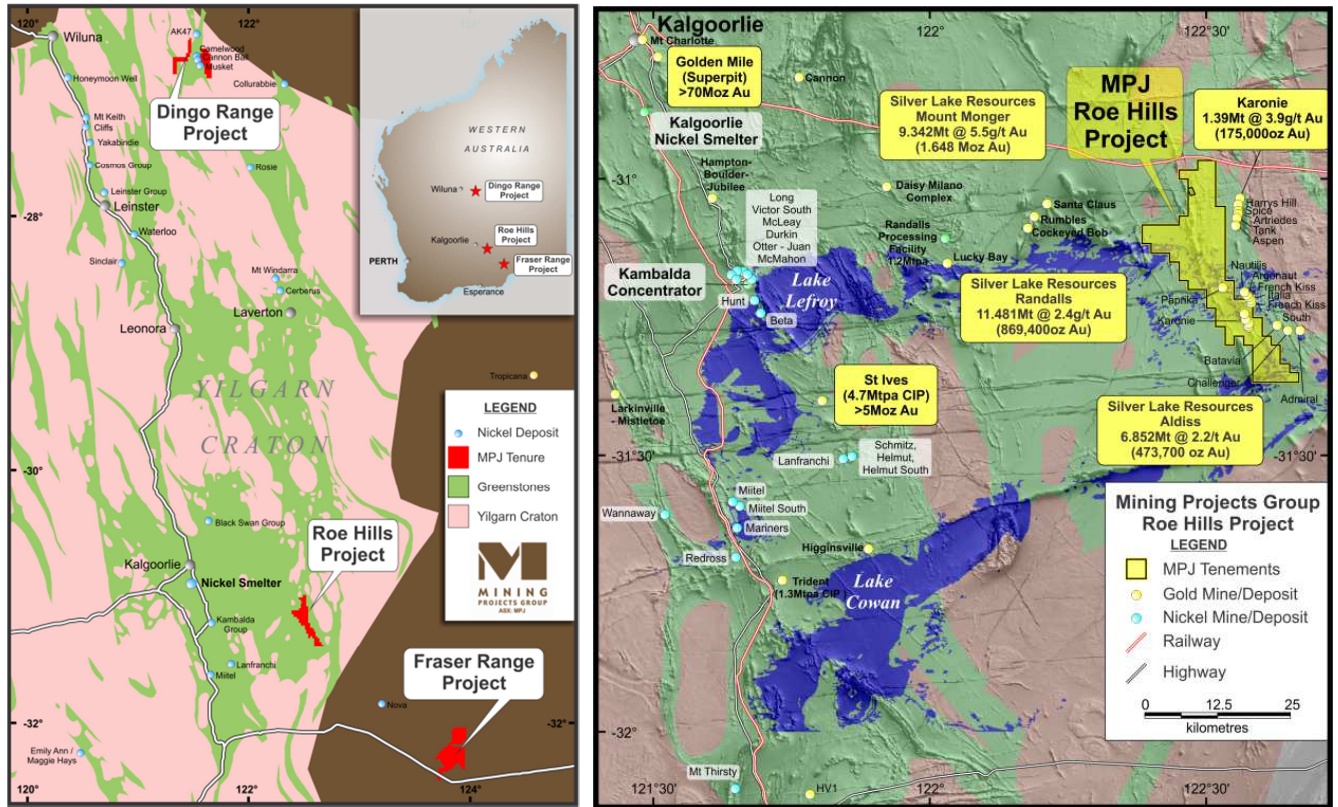 120°
122°
Wiluna
AK47
Camelwood
Cannon Ball
Musket
Honeymoon Well
Collurabbie
Dingo Range
Project
Mt Keith
Cliffs
Yakabindie
Cosmos Group
Rosie
Leinster Group
Leinster
-28°
Waterloo
Sinclair
Mt Windarra
Cerberus
Laverton
Leonora
YILGARN
CRATON
Tropicana
-30°
Black Swan Group
Roe Hills
Project
Kalgoorlie
Nickel Smelter
Kambalda
Group
Lanfranchi
Miitel
Fraser Range
Project
Nova
-32°
-32°
Emily Ann /
Maggie Hays
120°
122°
124°
WESTERN
AUSTRALIA
Wiluna
Dingo Range
Project
Roe Hills
Project
Kalgoorlie
Fraser Range
Project
PERTH
Esperance
LEGEND
Nickel Deposit
MPJ Tenure
Greenstones
Yilgarn Craton
M
MINING
PROJECTS GROUP
ASX: MPJ
Kalgoorlie
122°
122°30'
Mt Charlotte
Golden Mile
(Superpit)
>70Moz Au
Cannon
Kalgoorlie
Nickel Smelter
Silver Lake Resources
Mount Monger
9.342Mt @ 5.5g/t Au
(1.648 Moz Au)
MPJ
Roe Hills
Project
Karonie
1.39Mt @ 3.9g/t Au
(175,000oz Au)
-31°
Hampton-
Boulder-
Jubilee
Daisy Milano
Complex
Long
Victor South
McLeay
Durkin
Otter - Juan
McMahon
Santa Claus
Rumbles
Cockeyed Bob
Randalls
Processing
Facility
1.2Mtpa
Lucky Bay
Harrys Hill
Spice
Artriedes
Tank
Aspen
Kambalda
Concentrator
Lake
Lefroy
Hunt
Beta
Silver Lake Resources
Randalls
11.481Mt @ 2.4g/t Au
(869,400oz Au)
Nautilis
Argonaut
French Kiss
Italia
French Kiss
South
Paprika
Karonie
Batavia
Challenger
Admiral
St Ives
(4.7Mtpa CIP)
>5Moz Au
Larkinville
Mistletoe
Silver Lake Resources
Aldiss
6.852Mt @ 2.2/t Au
(473,700 oz Au)
-31°30'
-31°30'
Lanfranchi
Schmitz,
Helmut,
Helmut South
Miitel
Miitel South
Wannaway
Mariners
Redross
Higginsville
Trident
(1.3Mtpa CIP )
Lake
Cowan
-32°
Mt Thirsty
HV1
121°30'
122°
122°30'
Mining Projects Group
Roe Hills Project
LEGEND
MPJ Tenements
Gold Mine/Deposit
Nickel Mine/Deposit
Railway
Highway
0 12.5 25
kilometres